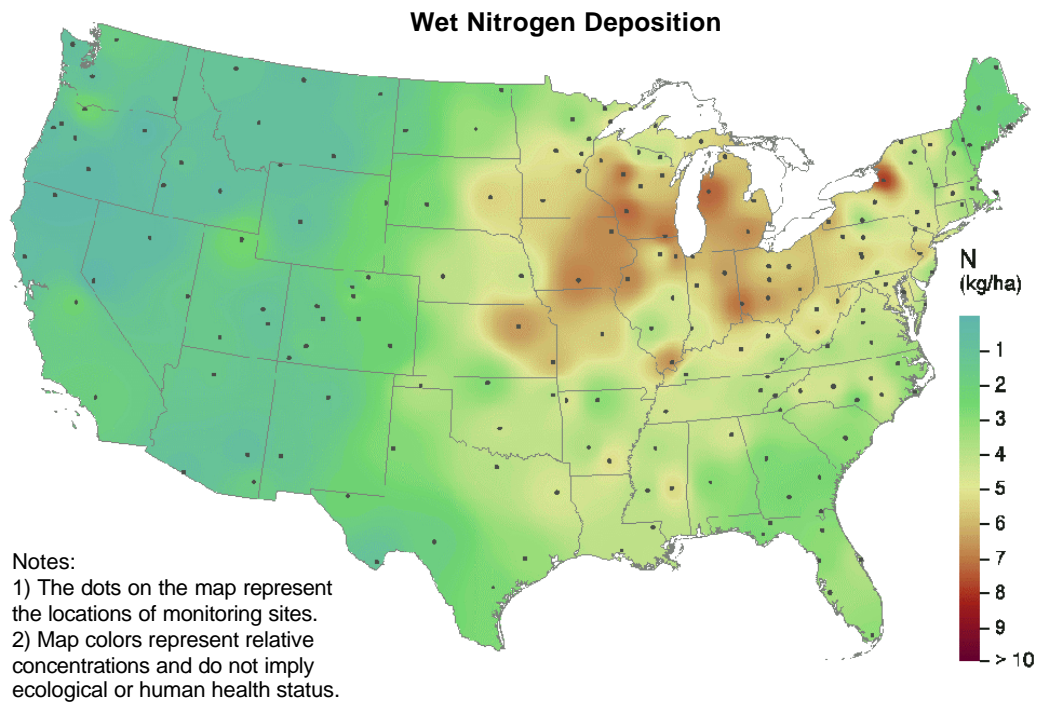 Wet Nitrogen Deposition
N
(kg/ha)
1
2
3
4
5
6
7
8
9
> 10
Notes:
1) The dots on the map represent
the locations of monitoring sites.
2) Map colors represent relative
concentrations and do not imply
ecological or human health status.